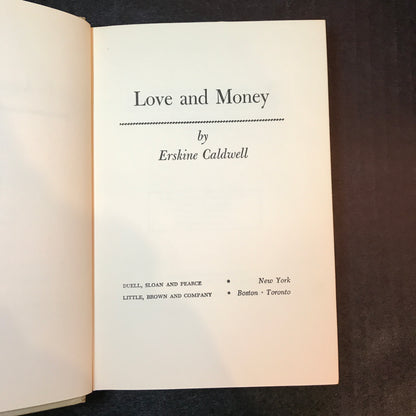 Love and Money
by
Erskine Caldwell
DUELL, SLOAN AND PEARCE * New York
LITTLE, BROWN AND COMPANY * Boston · Toronto